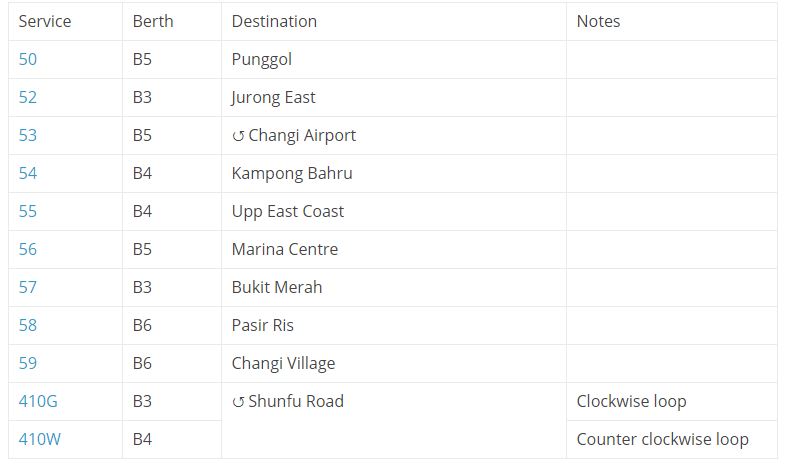 Service Berth Destination Notes
50 B5 Punggol
52 B3 Jurong East
53 B5 ↺ Changi Airport
54 B4 Kampong Bahru
55 B4 Upp East Coast
56 B5 Marina Centre
57 B3 Bukit Merah
58 B6 Pasir Ris
59 B6 Changi Village
410G B3 ↺ Shunfu Road Clockwise loop
410W B4 Counter clockwise loop